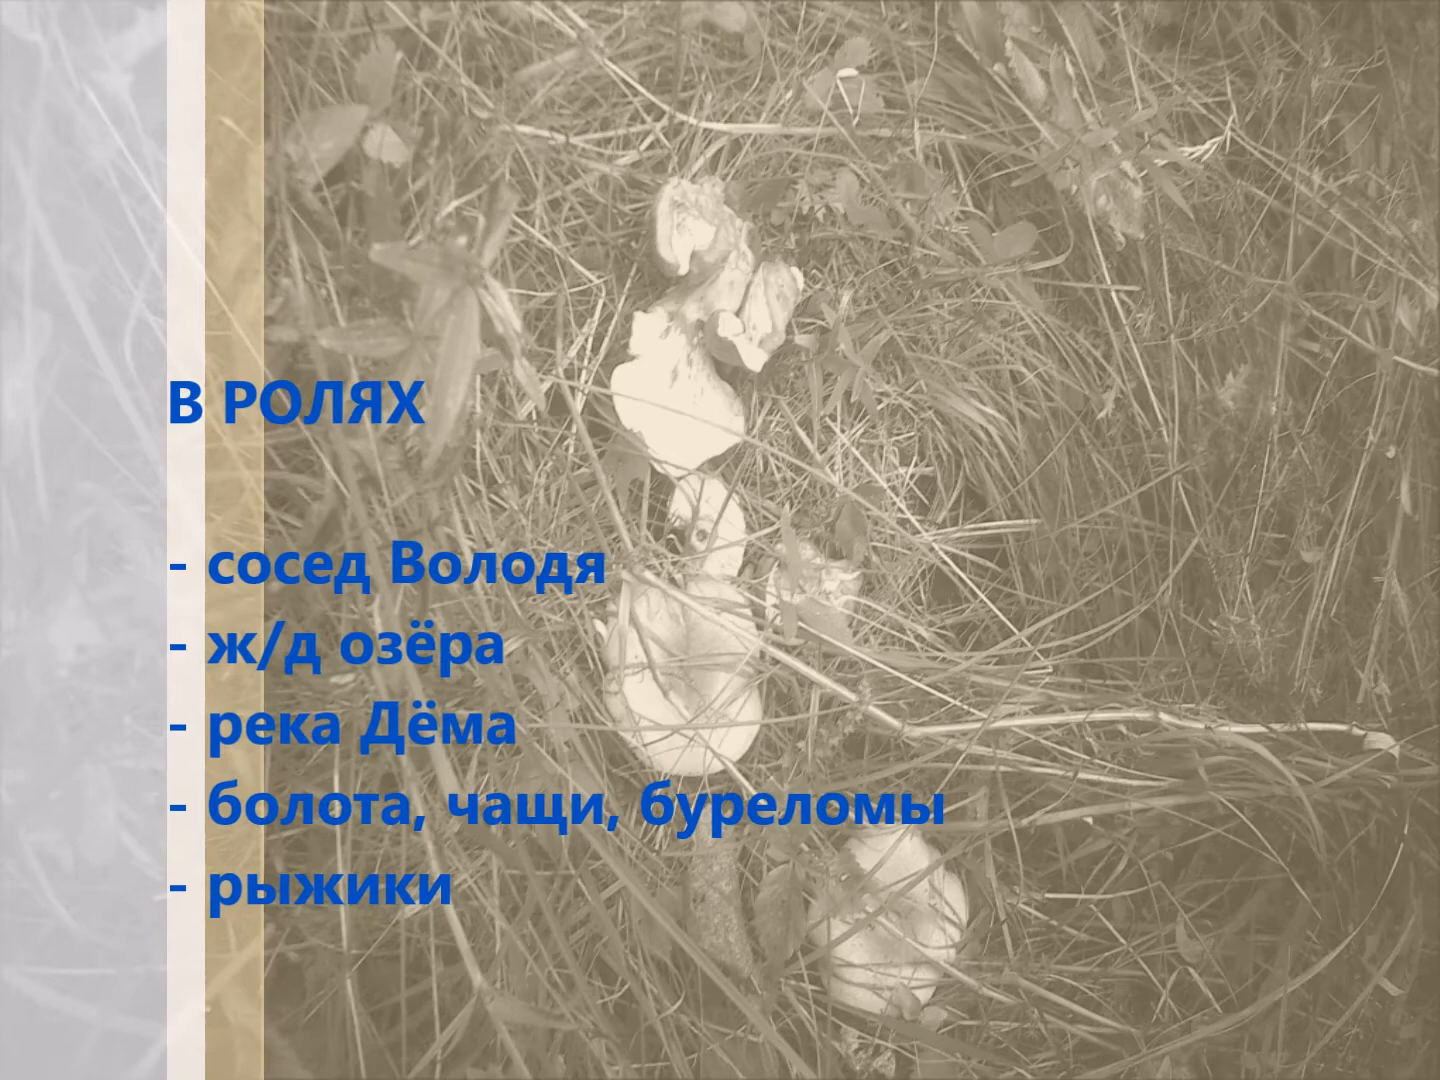 В РОЛЯХ
- сосед Володя
- ж/д озёра
- река Дёма
- болота, чащи, буреломы
- рыжики